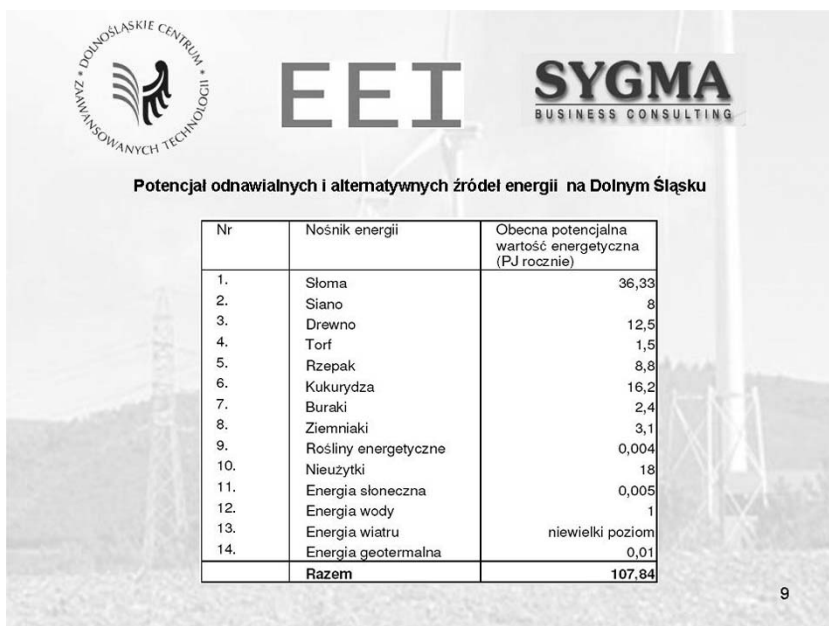 DOLNOŚLĄSKIE CENTRUM
ZAAWANSOWANYCH TECHNOLOGII
EEI
SYGMA
BUSINESS CONSULTING
Potencjał odnawialnych i alternatywnych źródeł energii na Dolnym Śląsku
Nr Nośnik energii Obecna potencjalna
wartość energetyczna
(PJ rocznie)
1. Słoma 36,33
2. Siano 8
3. Drewno 12,5
4. Torf 1,5
5. Rzepak 8,8
6. Kukurydza 16,2
7. Buraki 2,4
8. Ziemniaki 3,1
9. Rośliny energetyczne 0,004
10. Nieużytki 18
11. Energia słoneczna 0,005
12. Energia wody 1
13. Energia wiatru niewielki poziom
14. Energia geotermalna 0,01
Razem 107,84
9